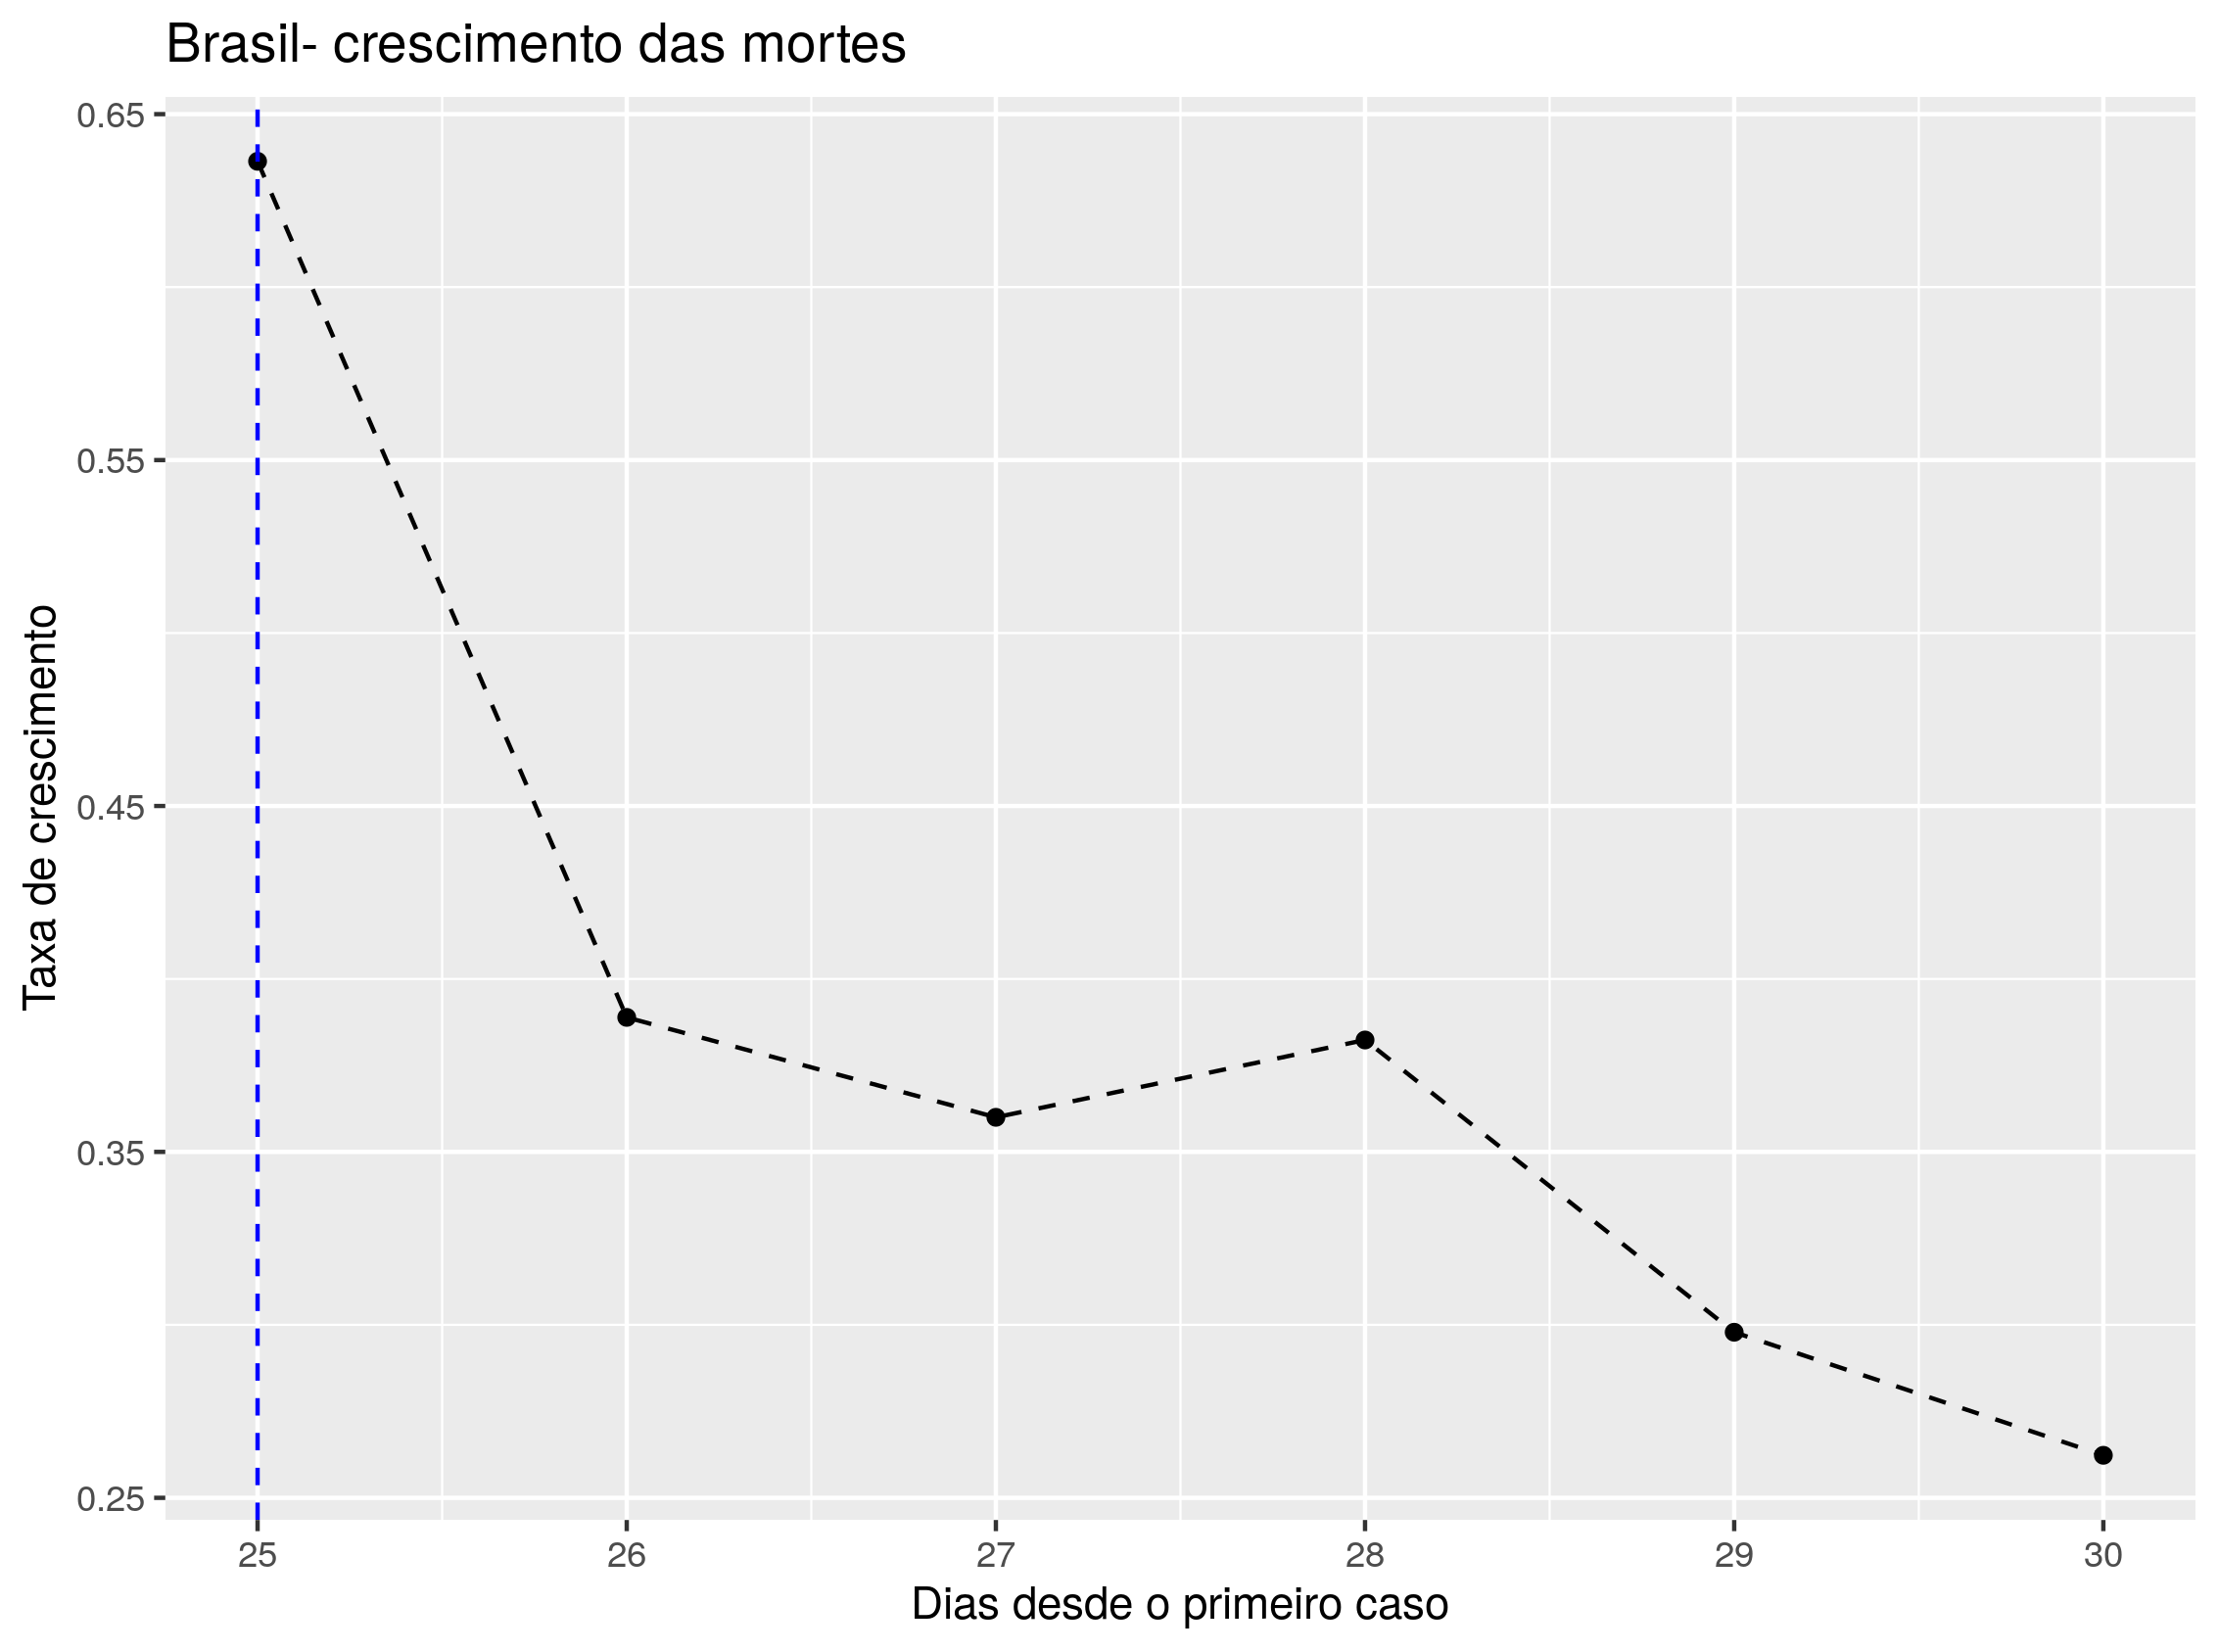 Brasil- crescimento das mortes
Taxa de crescimento
0.65
0.55
0.45
0.35
0.25
25 26 27 28 29 30
Dias desde o primeiro caso